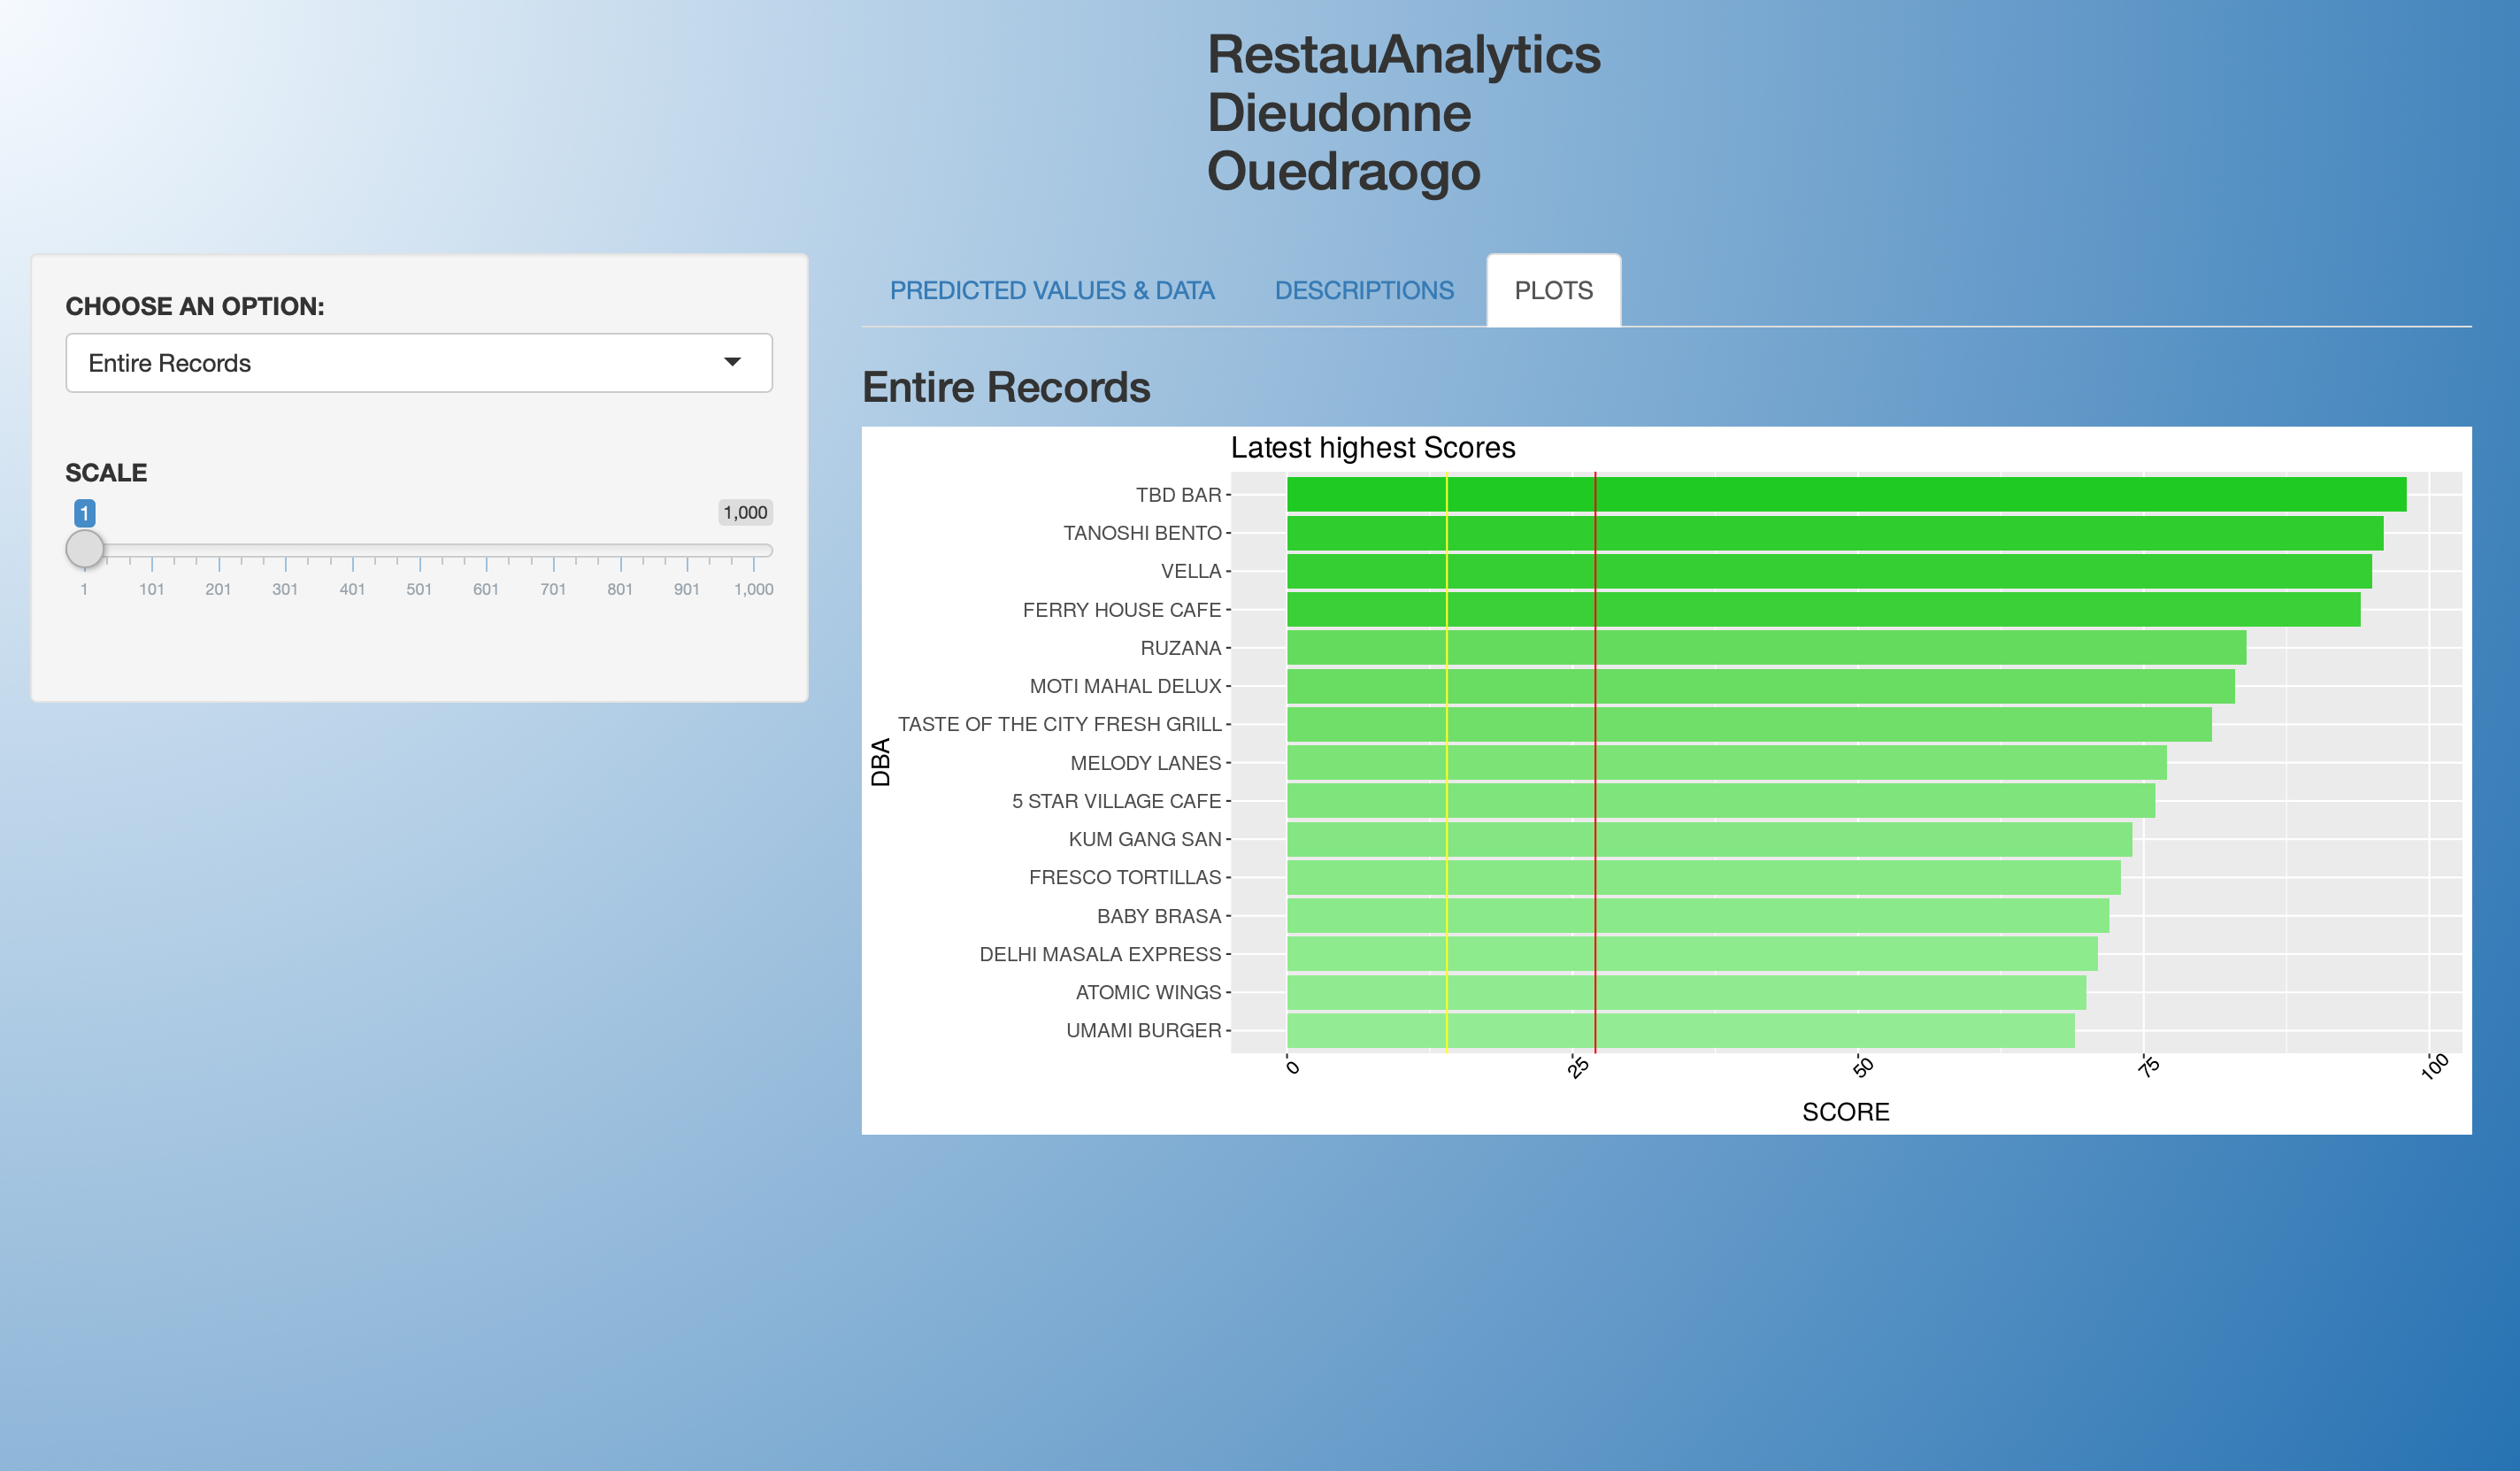 RestauAnalytics
Dieudonne
Ouedraogo
CHOOSE AN OPTION:
Entire Records
SCALE
1
1,000
1 101 201 301 401 501 601 701 801 901 1,000
PREDICTED VALUES & DATA DESCRIPTIONS PLOTS
Entire Records
Latest highest Scores
DBA
TBD BAR
TANOSHI BENTO
VELLA
FERRY HOUSE CAFE
RUZANA
MOTI MAHAL DELUX
TASTE OF THE CITY FRESH GRILL
MELODY LANES
5 STAR VILLAGE CAFE
KUM GANG SAN
FRESCO TORTILLAS
BABY BRASA
DELHI MASALA EXPRESS
ATOMIC WINGS
UMAMI BURGER
0 25 50 75 100
SCORE